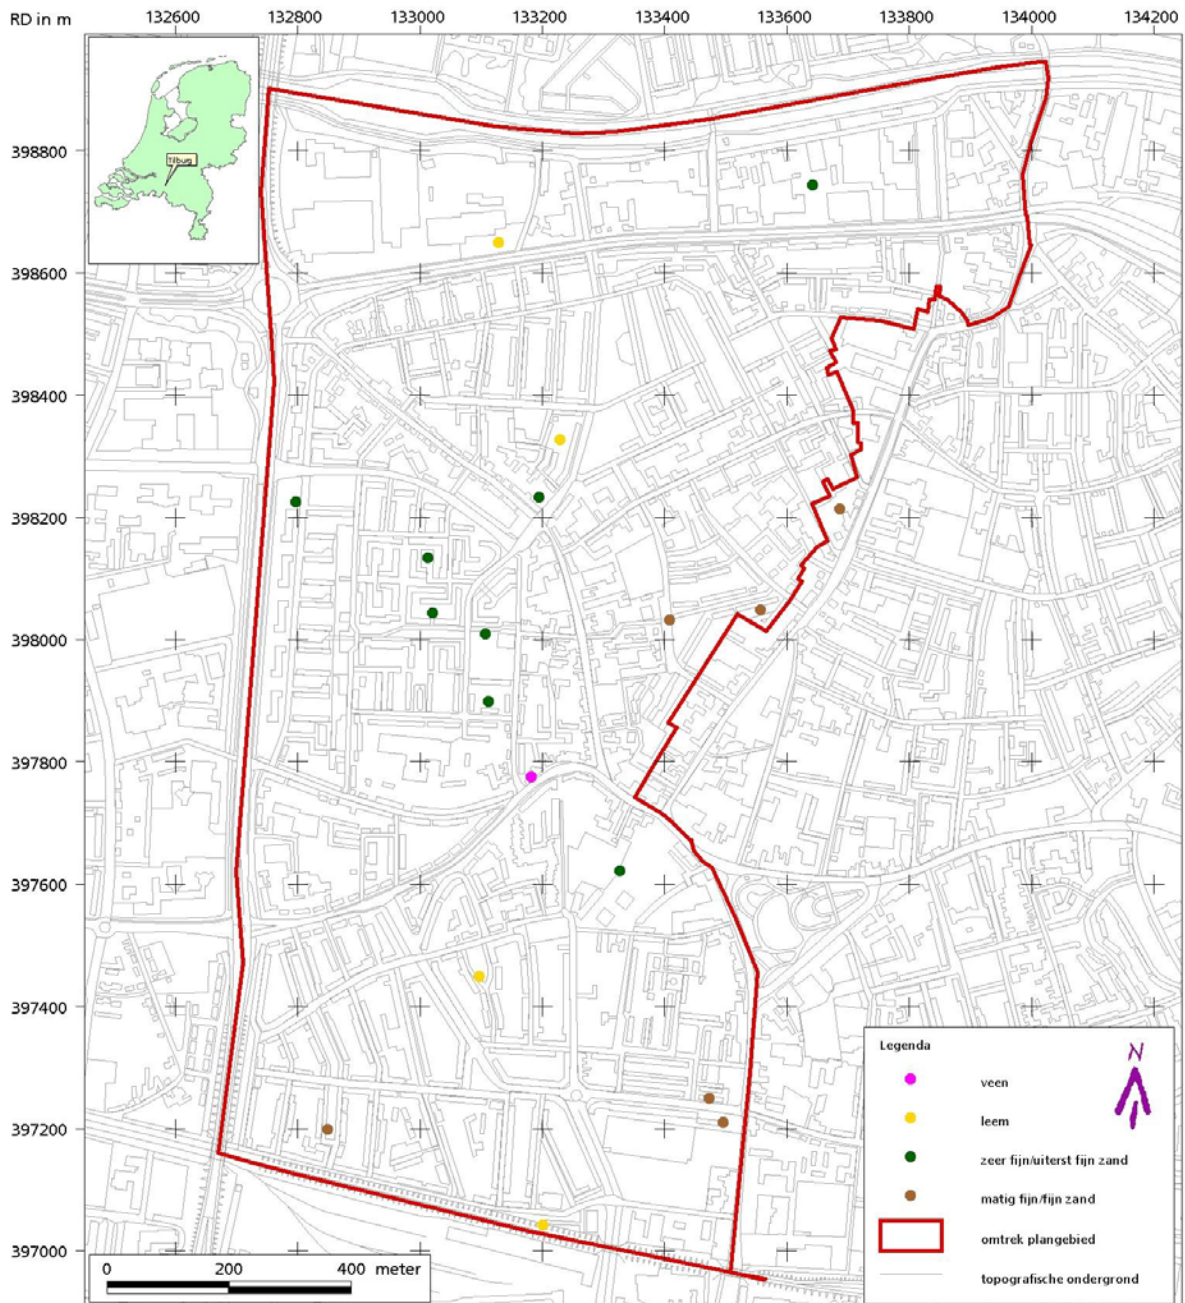 RD in m 132600 132800 133000 133200 133400 133600 133800 134000 134200
Tilburg
398800
398600
398400
398200
398000
397800
397600
397400
397200
397000
Legenda
N
veen
leem
zeer fijn/uiterst fijn zand
matig fijn/fijn zand
omtrek plangebied
topografische ondergrond
0 200 400 meter